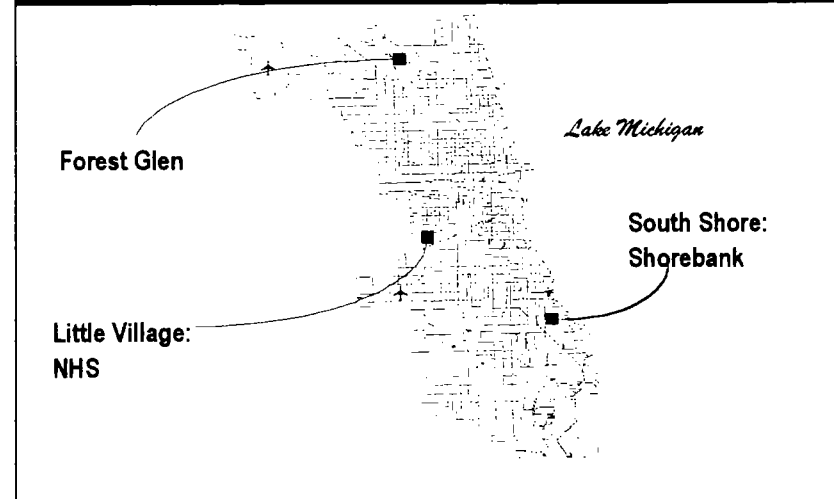 Lake Michigan
Forest Glen
South Shore:
Shorebank
Little Village:
NHS